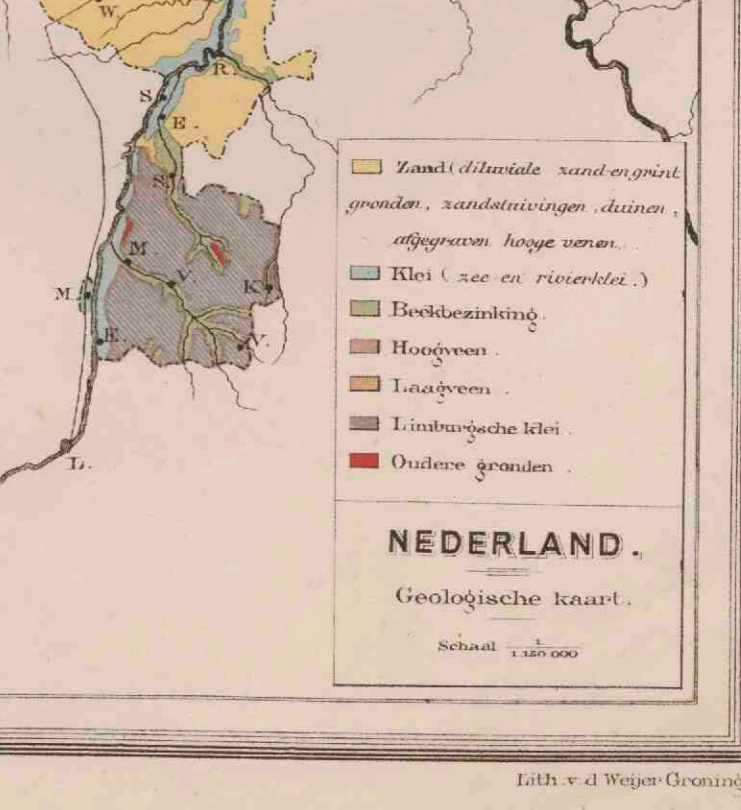 W.
R.
S.
E.
S.
M.
V.
M.
K.
E.
V.
L.
Zand. ( diluviale zand-en grint
gronden, zandstuivingen, duinen,
afgegraven hooge venen.
Klei ( zee en rivierklei. )
Beekbezinking.
Hoogveen.
Laagveen.
Limburgsche klei.
Oudere gronden.
NEDERLAND.
Geologische kaart.
Schaal 1
1.150.000
Lith. v. d Weijer Groning